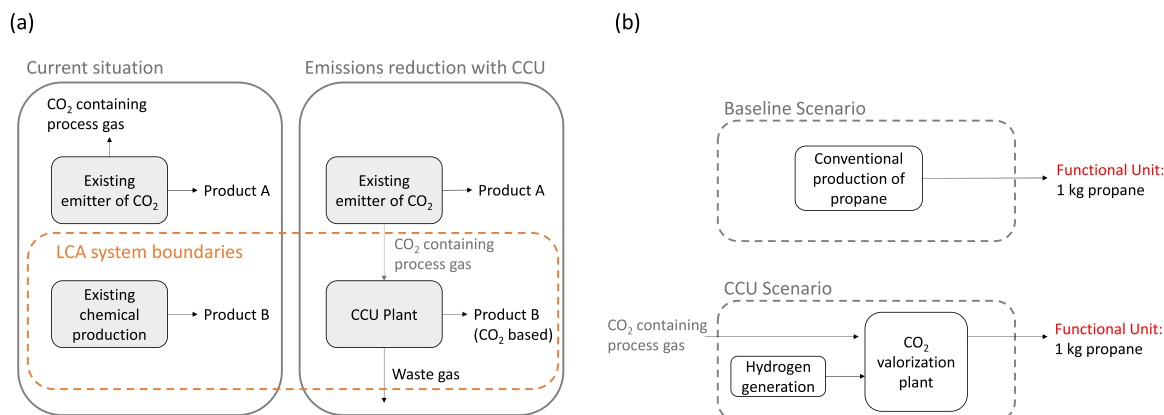 (a)
Current situation
CO₂ containing
process gas
Existing
emitter of CO₂
Product A
LCA system boundaries
Existing
chemical
production
Product B
Emissions reduction with CCU
Existing
emitter of CO₂
Product A
CO₂ containing
process gas
CCU Plant
Product B
(CO₂ based)
Waste gas
(b)
Baseline Scenario
Conventional
production of
propane
Functional Unit:
1 kg propane
CCU Scenario
CO₂ containing
process gas
Hydrogen
generation
CO₂
valorization
plant
Functional Unit:
1 kg propane